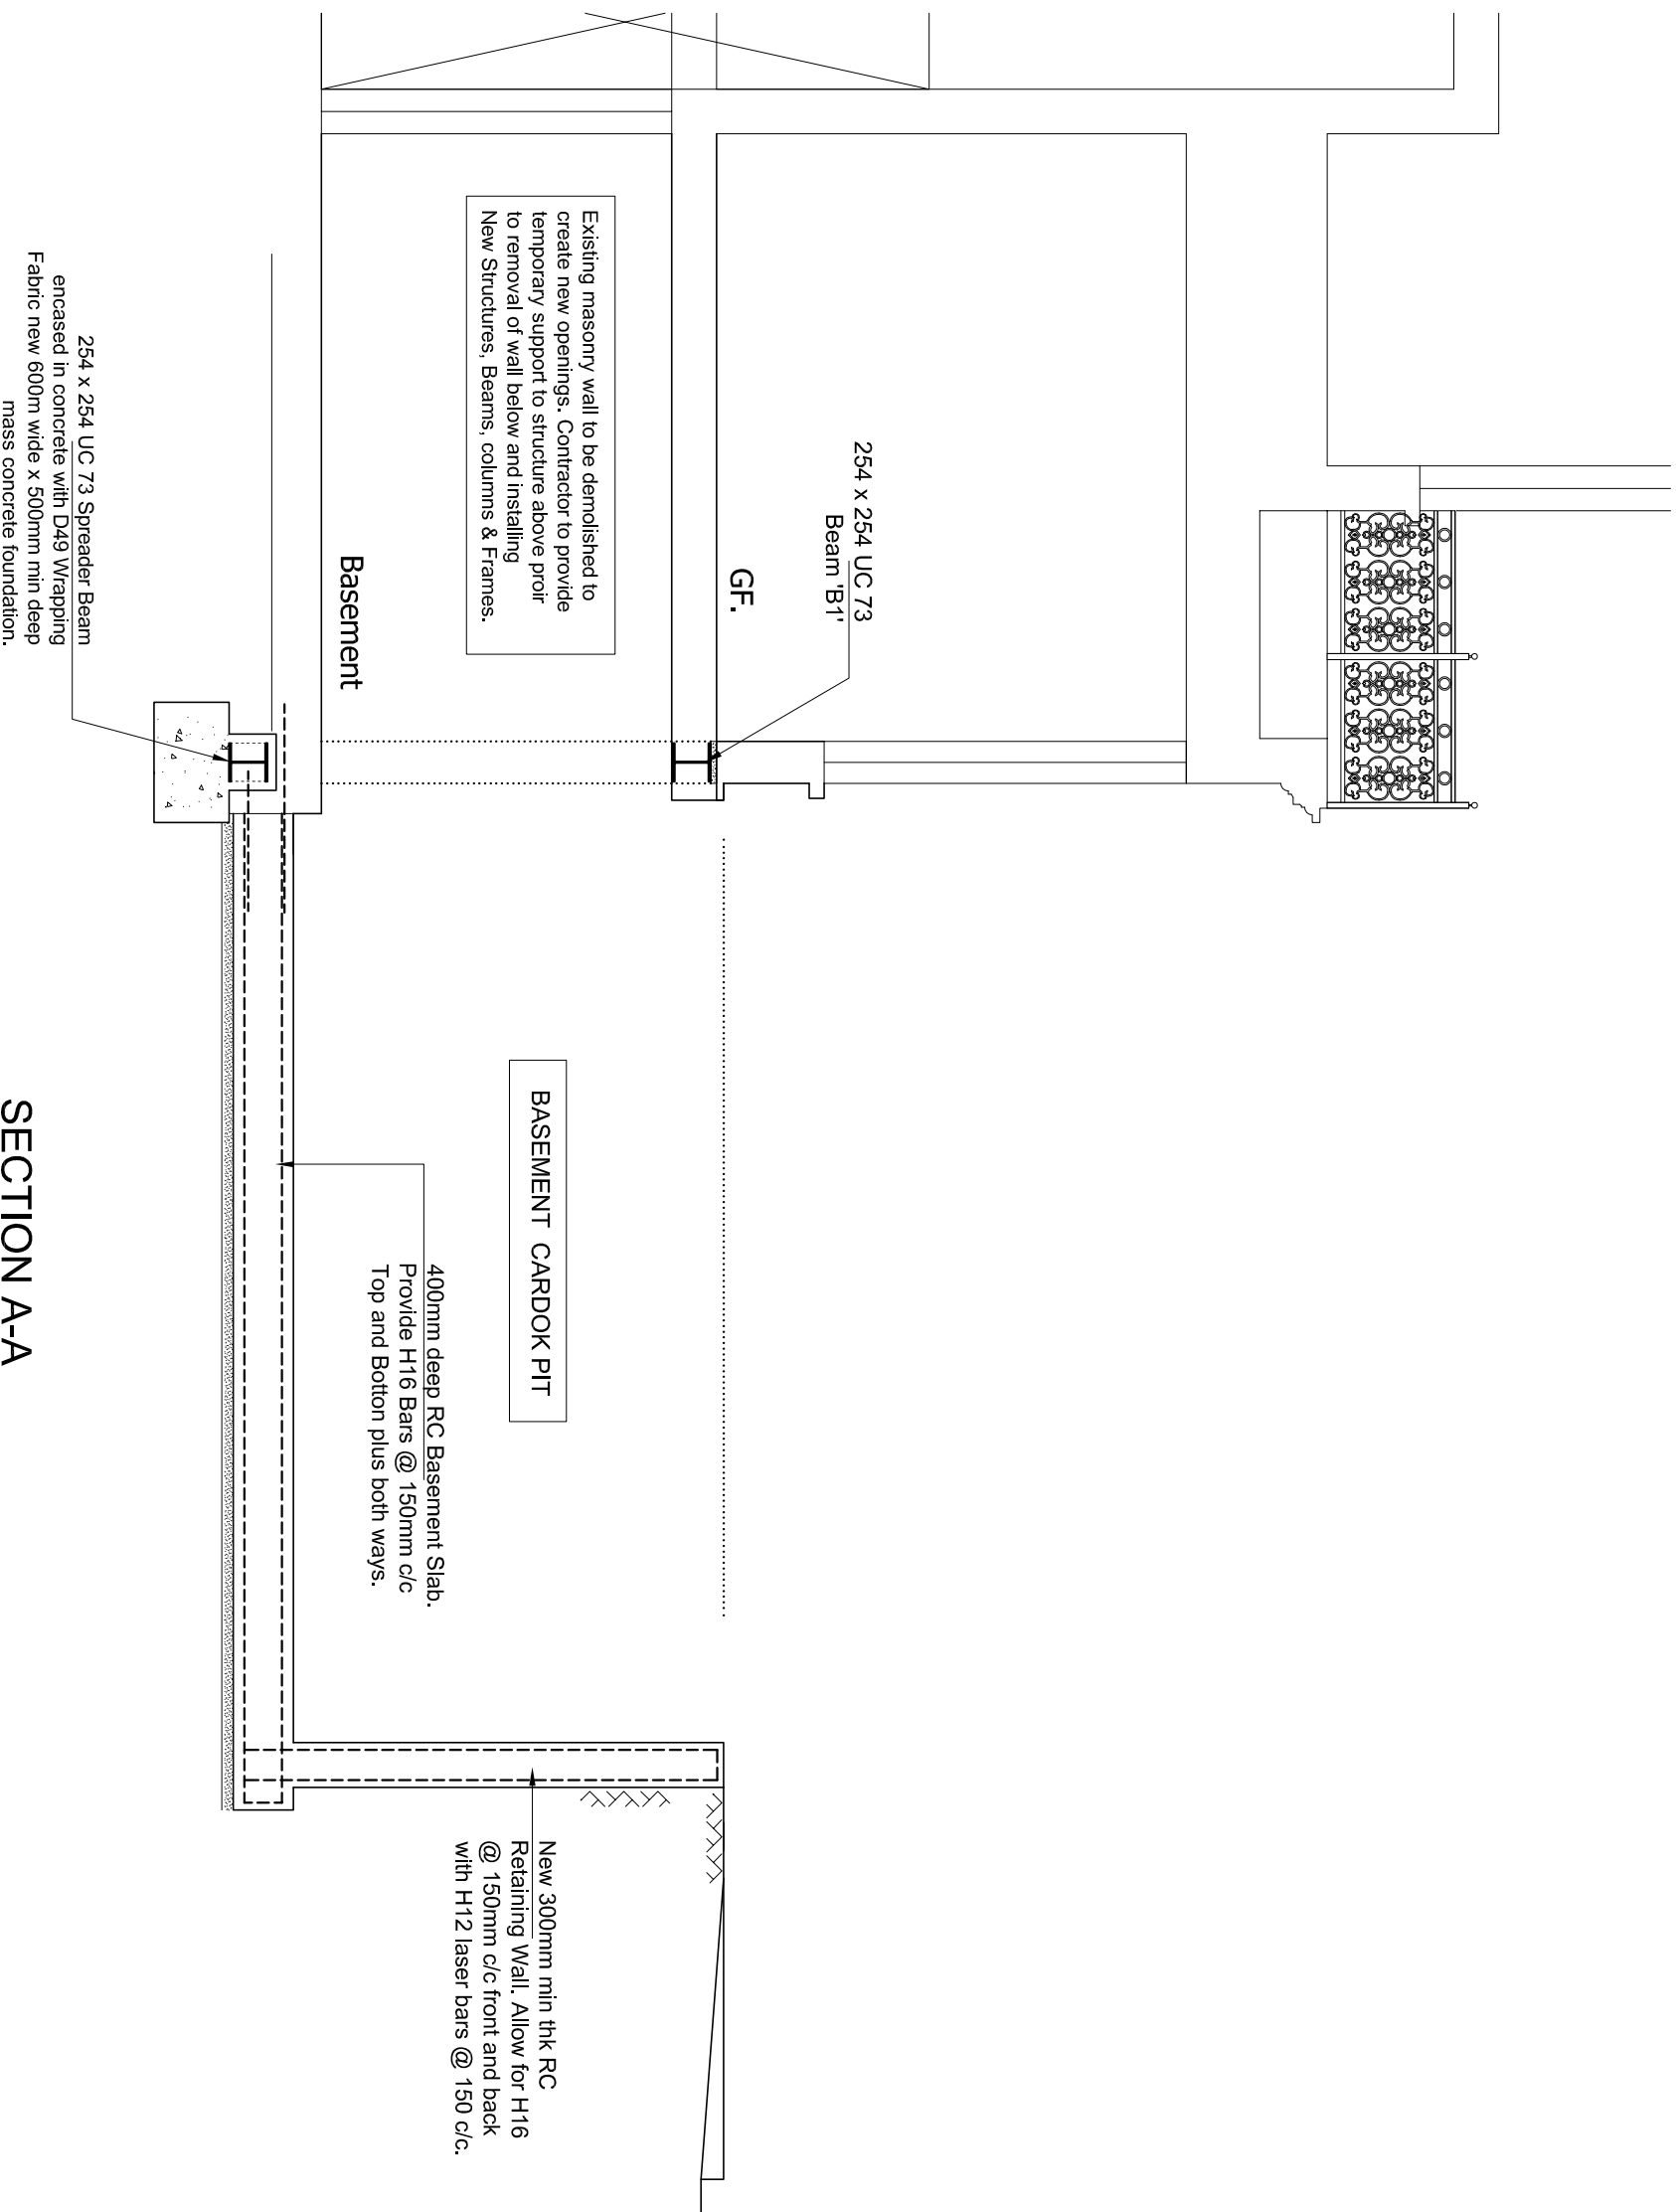 254 x 254 UC 73
Beam 'B1'
GF.
Existing masonry wall to be demolished to
create new openings. Contractor to provide
temporary support to structure above proir
to removal of wall below and installing
New Structures, Beams, columns & Frames.
Basement
254 x 254 UC 73 Spreader Beam
encased in concrete with D49 Wrapping
Fabric new 600m wide x 500mm min deep
mass concrete foundation.
BASEMENT CARDOK PIT
400mm deep RC Basement Slab.
Provide H16 Bars @ 150mm c/c
Top and Botton plus both ways.
New 300mm min thk RC
Retaining Wall. Allow for H16
@ 150mm c/c front and back
with H12 laser bars @ 150 c/c.
SECTION A-A